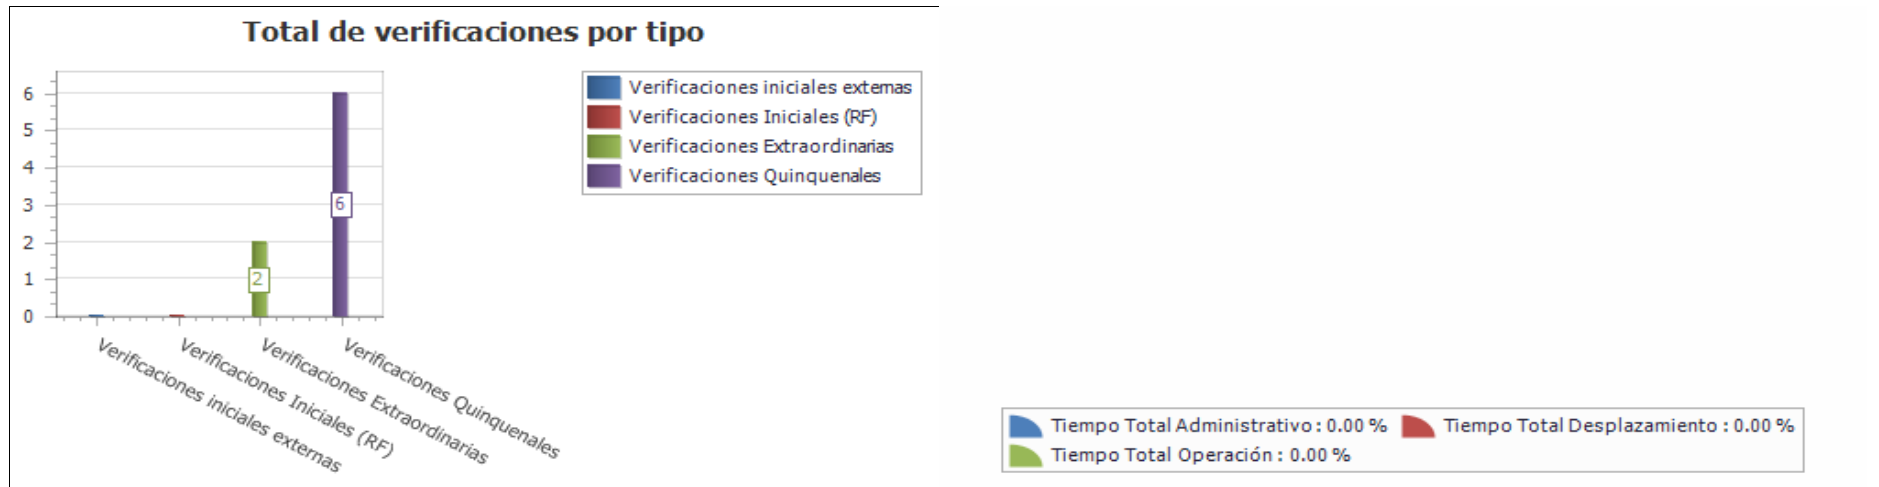 Total de verificaciones por tipo
6
5
4
3
2
1
0
2
6
Verificaciones iniciales externas
Verificaciones Iniciales (RF)
Verificaciones Extraordinarias
Verificaciones Quinquenales
Verificaciones iniciales externas
Verificaciones Iniciales (RF)
Verificaciones Extraordinarias
Verificaciones Quinquenales
Tiempo Total Administrativo : 0.00 % Tiempo Total Desplazamiento : 0.00 %
Tiempo Total Operación : 0.00 %